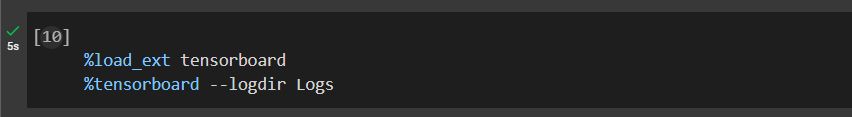 [10]
5s
%load_ext tensorboard
%tensorboard --logdir Logs